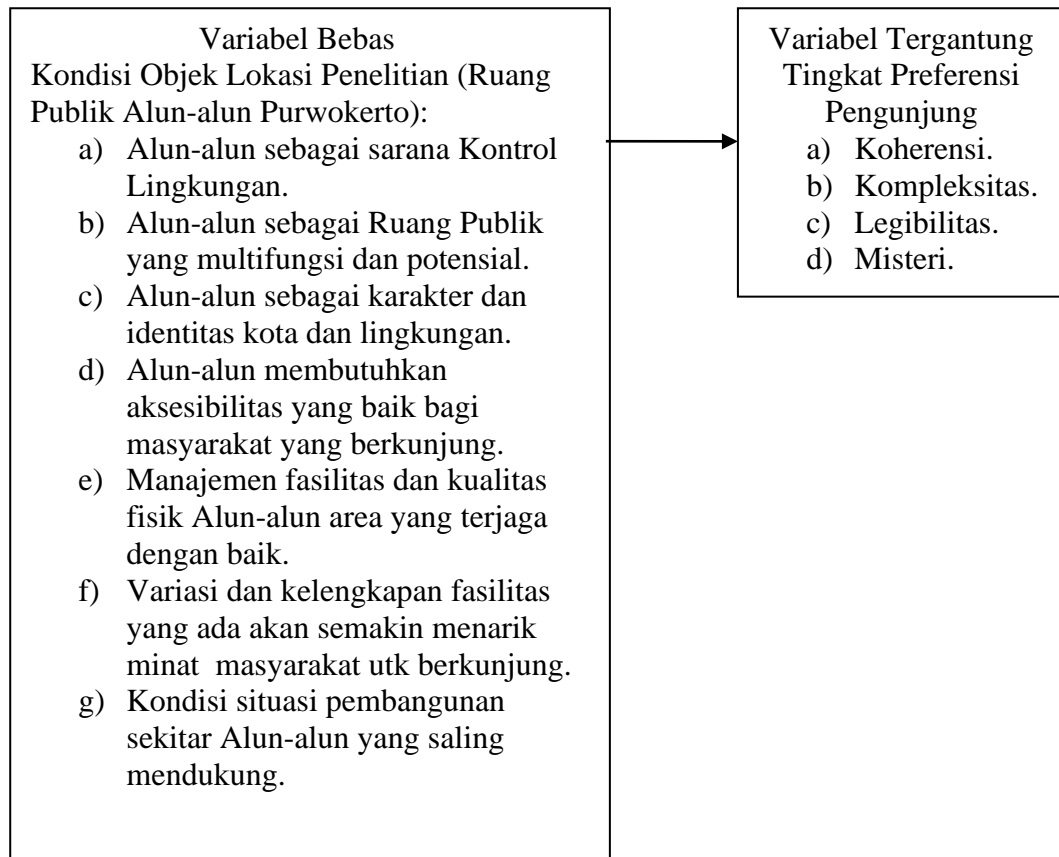 Variabel Bebas
Kondisi Objek Lokasi Penelitian (Ruang
Publik Alun-alun Purwokerto):
a) Alun-alun sebagai sarana Kontrol
Lingkungan.
b) Alun-alun sebagai Ruang Publik
yang multifungsi dan potensial.
c) Alun-alun sebagai karakter dan
identitas kota dan lingkungan.
d) Alun-alun membutuhkan
aksesibilitas yang baik bagi
masyarakat yang berkunjung.
e) Manajemen fasilitas dan kualitas
fisik Alun-alun area yang terjaga
dengan baik.
f) Variasi dan kelengkapan fasilitas
yang ada akan semakin menarik
minat masyarakat utk berkunjung.
g) Kondisi situasi pembangunan
sekitar Alun-alun yang saling
mendukung.
Variabel Tergantung
Tingkat Preferensi
Pengunjung
a) Koherensi.
b) Kompleksitas.
c) Legibilitas.
d) Misteri.